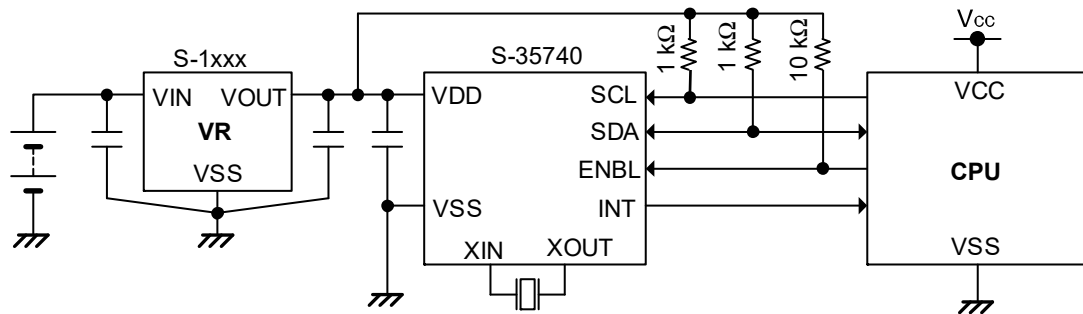 S-1xxx
VIN
VOUT
VR
VSS
S-35740
VDD
VSS
XIN
XOUT
SCL
SDA
ENBL
INT
1 kΩ
1 kΩ
10 kΩ
Vcc
VCC
CPU
VSS